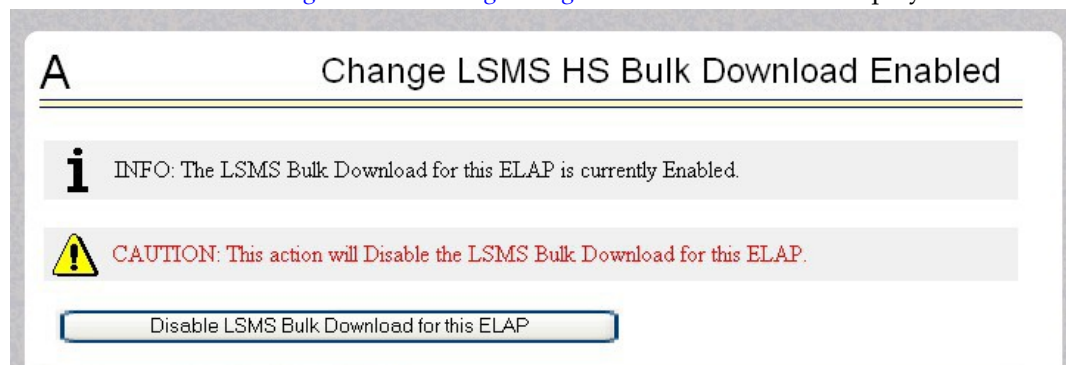 A
Change LSMS HS Bulk Download Enabled
INFO: The LSMS Bulk Download for this ELAP is currently Enabled.
CAUTION: This action will Disable the LSMS Bulk Download for this ELAP.
Disable LSMS Bulk Download for this ELAP